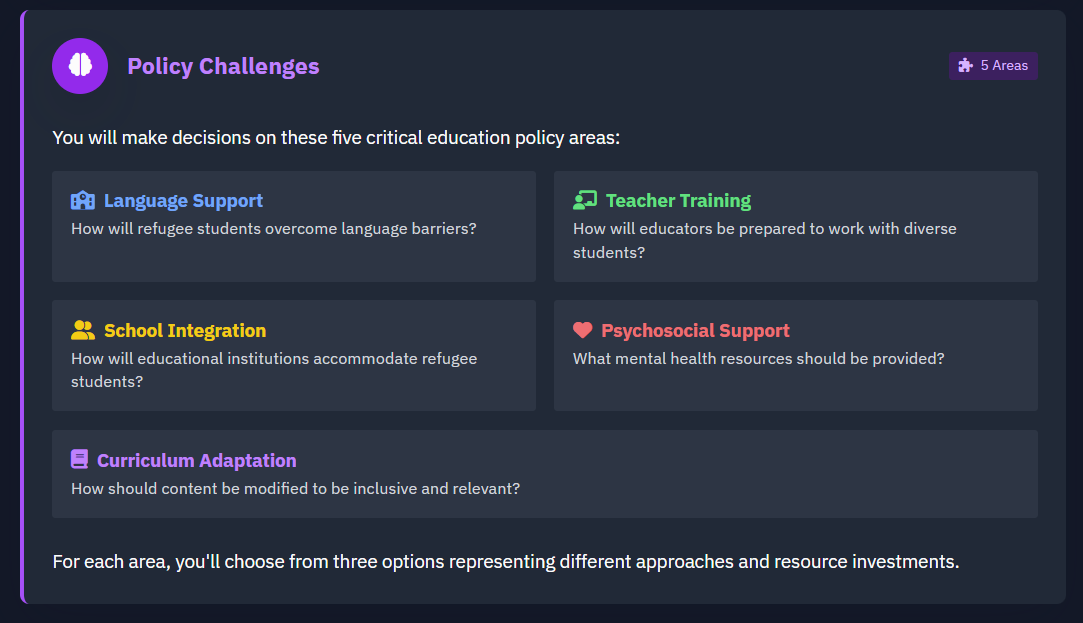 Policy Challenges
5 Areas
You will make decisions on these five critical education policy areas:
Language Support
How will refugee students overcome language barriers?
Teacher Training
How will educators be prepared to work with diverse
students?
School Integration
How will educational institutions accommodate refugee
students?
Psychosocial Support
What mental health resources should be provided?
Curriculum Adaptation
How should content be modified to be inclusive and relevant?
For each area, you'll choose from three options representing different approaches and resource investments.